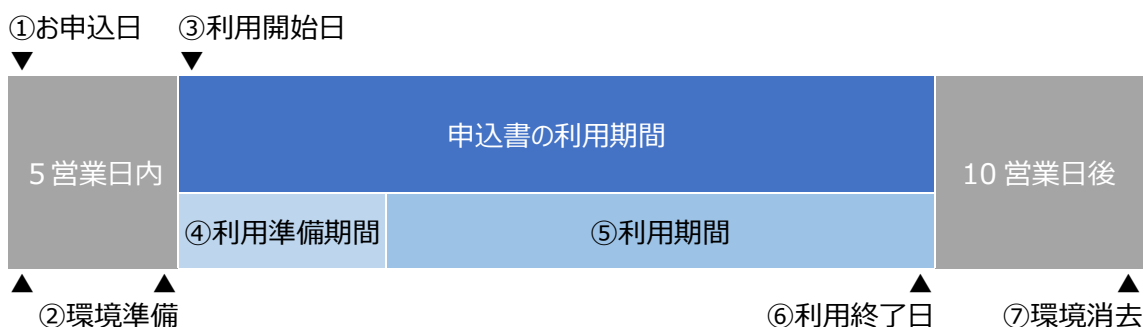 ①お申込日 ③利用開始日
▼ ▼
申込書の利用期間
5営業日内
10 営業日後
④利用準備期間 ⑤利用期間
▲ ▲ ▲ ▲
②環境準備 ⑥利用終了日 ⑦環境消去